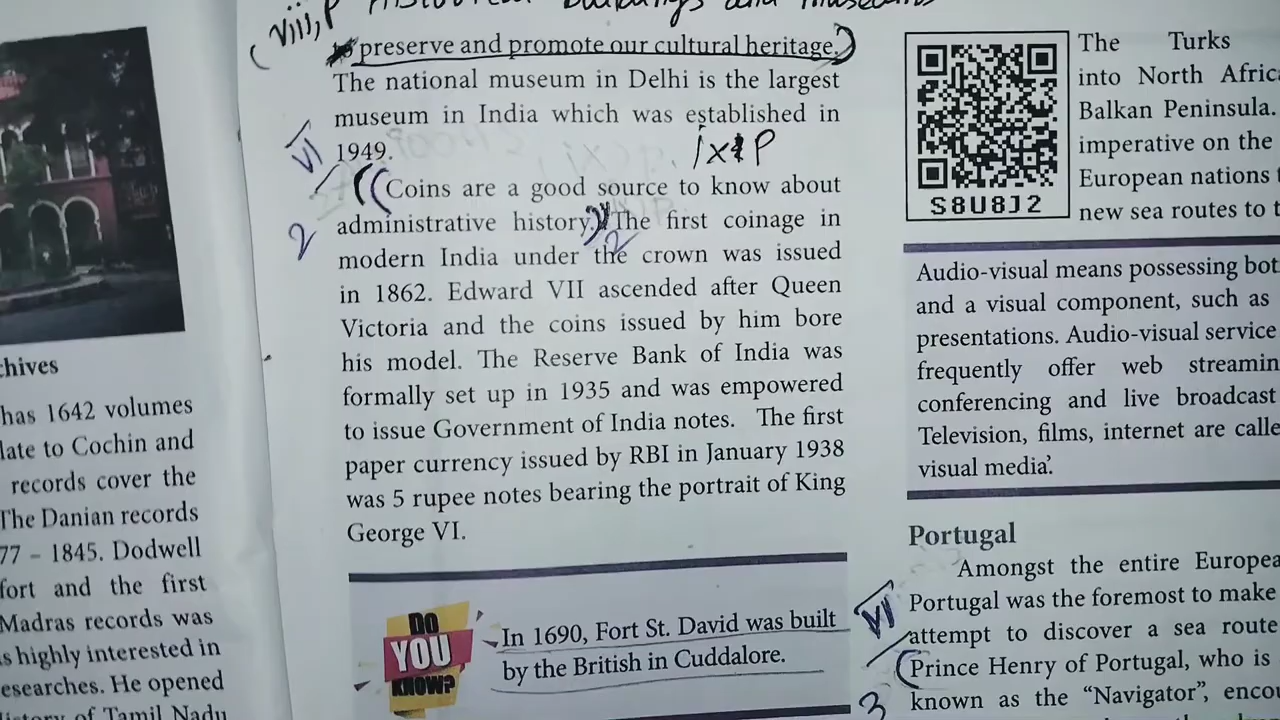 viii, P Historical buildings and museums
preserve and promote our cultural heritage.
The national museum in Delhi is the largest
museum in India which was established in
1949.
VI
ix P
Coins are a good source to know about
administrative history. The first coinage in
2
2
modern India under the crown was issued
in 1862. Edward VII ascended after Queen
Victoria and the coins issued by him bore
his model. The Reserve Bank of India was
formally set up in 1935 and was empowered
to issue Government of India notes. The first
paper currency issued by RBI in January 1938
was 5 rupee notes bearing the portrait of King
George VI.
DO
YOU
KNOW?
In 1690, Fort St. David was built
by the British in Cuddalore.
chives
has 1642 volumes
late to Cochin and
records cover the
The Danian records
77 – 1845. Dodwell
fort and the first
Madras records was
s highly interested in
esearches. He opened
History of Tamil Nadu
S8U8J2
The Turks
into North Africa
Balkan Peninsula.
imperative on the
European nations t
new sea routes to t
Audio-visual means possessing bot
and a visual component, such as
presentations. Audio-visual service
frequently offer web streamin
conferencing and live broadcast
Television, films, internet are calle
visual media'.
Portugal
Amongst the entire Europea
VI
Portugal was the foremost to make
attempt to discover a sea route
Prince Henry of Portugal, who is
known as the “Navigator”, encou
3